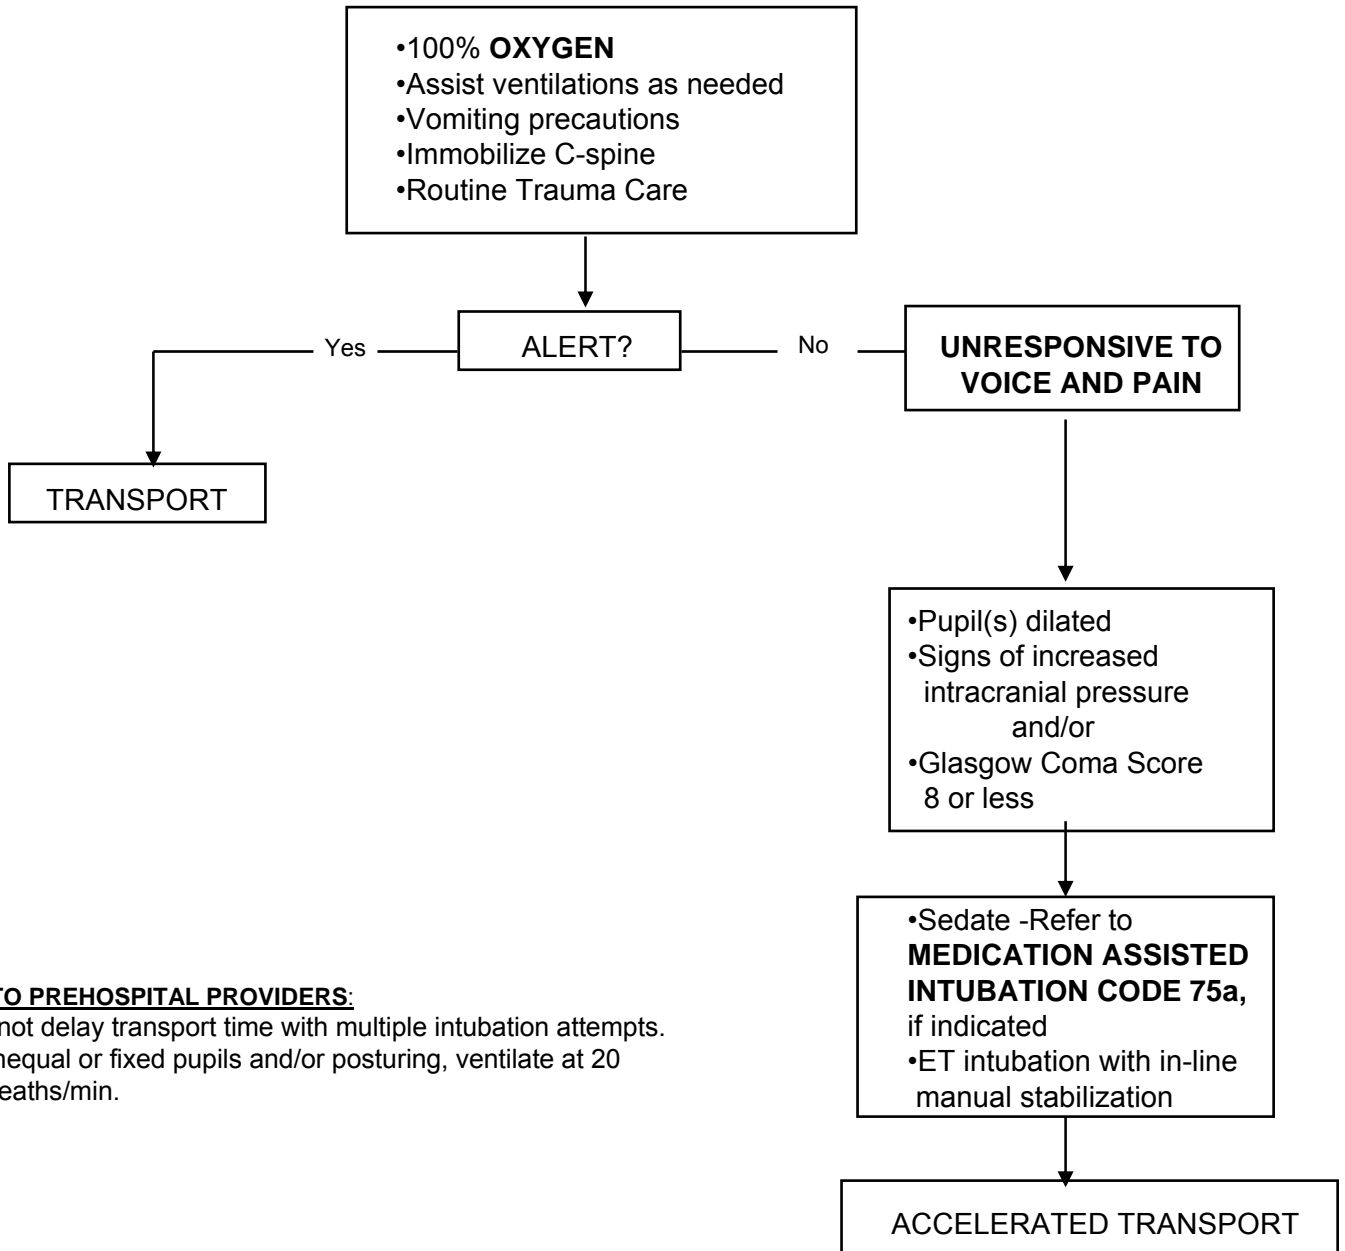 •100% OXYGEN
•Assist ventilations as needed
•Vomiting precautions
•Immobilize C-spine
•Routine Trauma Care
Yes
ALERT?
No
UNRESPONSIVE TO
VOICE AND PAIN
TRANSPORT
•Pupil(s) dilated
•Signs of increased
intracranial pressure
and/or
•Glasgow Coma Score
8 or less
•Sedate -Refer to
MEDICATION ASSISTED
INTUBATION CODE 75a,
if indicated
•ET intubation with in-line
manual stabilization
TO PREHOSPITAL PROVIDERS:
not delay transport time with multiple intubation attempts.
or fixed pupils and/or posturing, ventilate at 20
ACCELERATED TRANSPORT